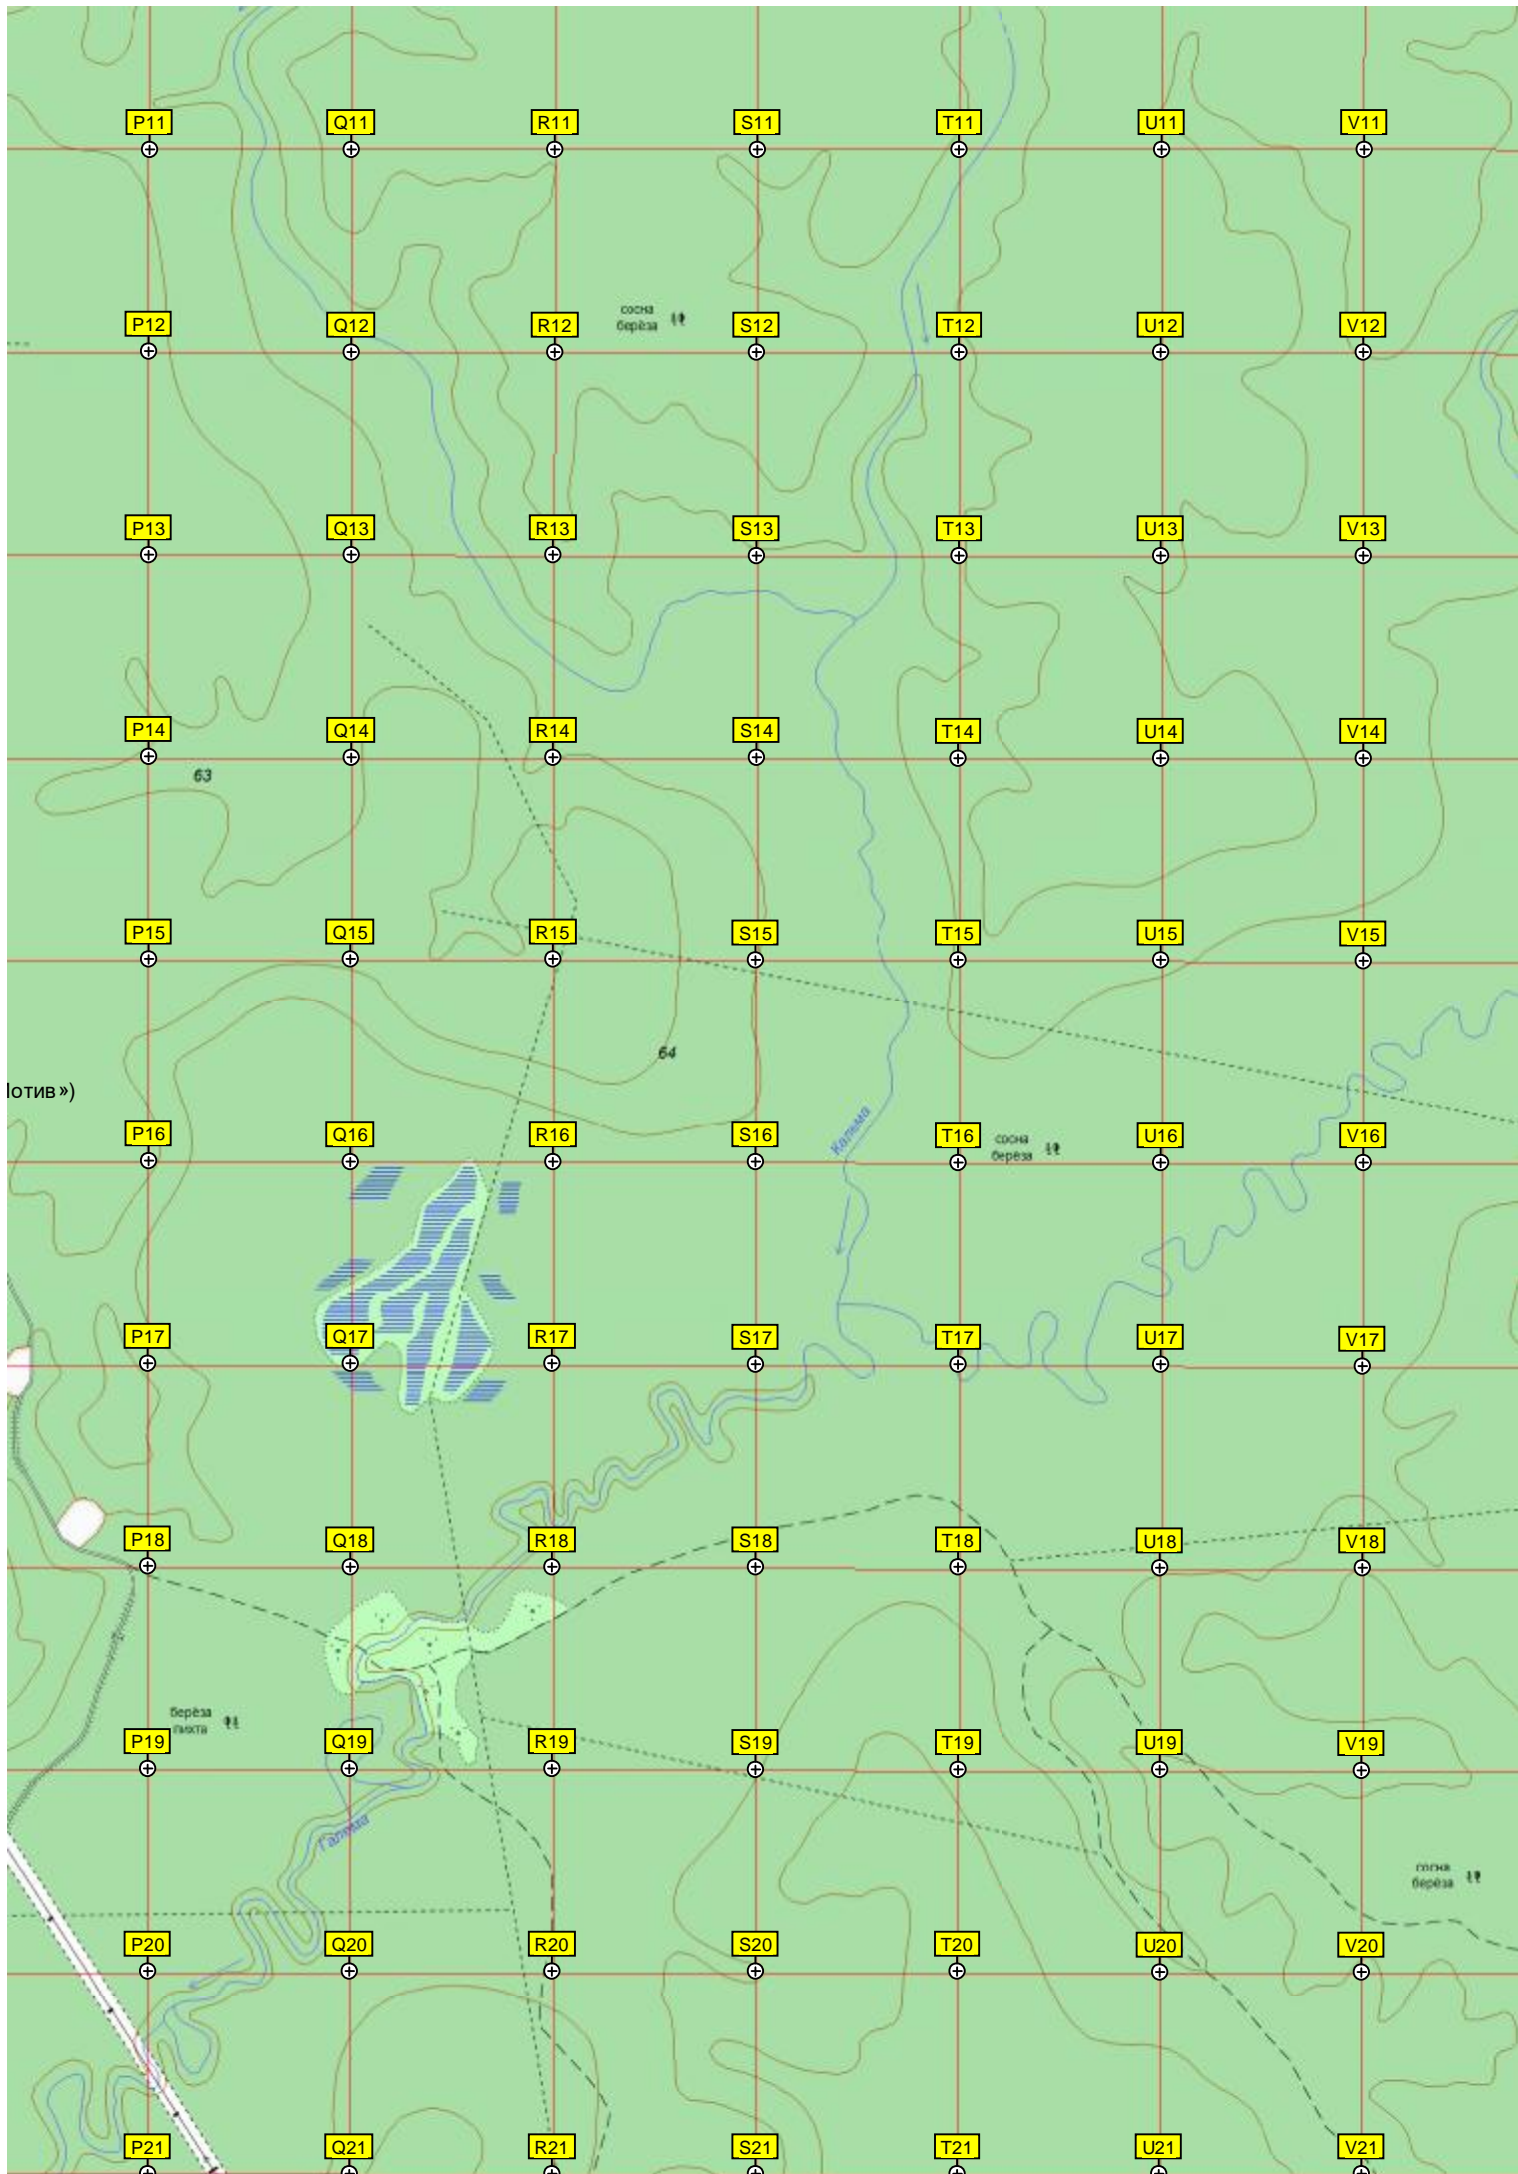 P11 Q11 R11 S11 T11 U11 V11
сосна
берёза
P12 Q12 R12 S12 T12 U12 V12
P13 Q13 R13 S13 T13 U13 V13
P14 Q14 R14 S14 T14 U14 V14
63
P15 Q15 R15 S15 T15 U15 V15
64
Мотив»)
Кальма
P16 Q16 R16 S16 T16 U16 V16
сосна
берёза
P17 Q17 R17 S17 T17 U17 V17
P18 Q18 R18 S18 T18 U18 V18
берёза
пихта
P19 Q19 R19 S19 T19 U19 V19
Гальма
сосна
берёза
P20 Q20 R20 S20 T20 U20 V20
P21 Q21 R21 S21 T21 U21 V21